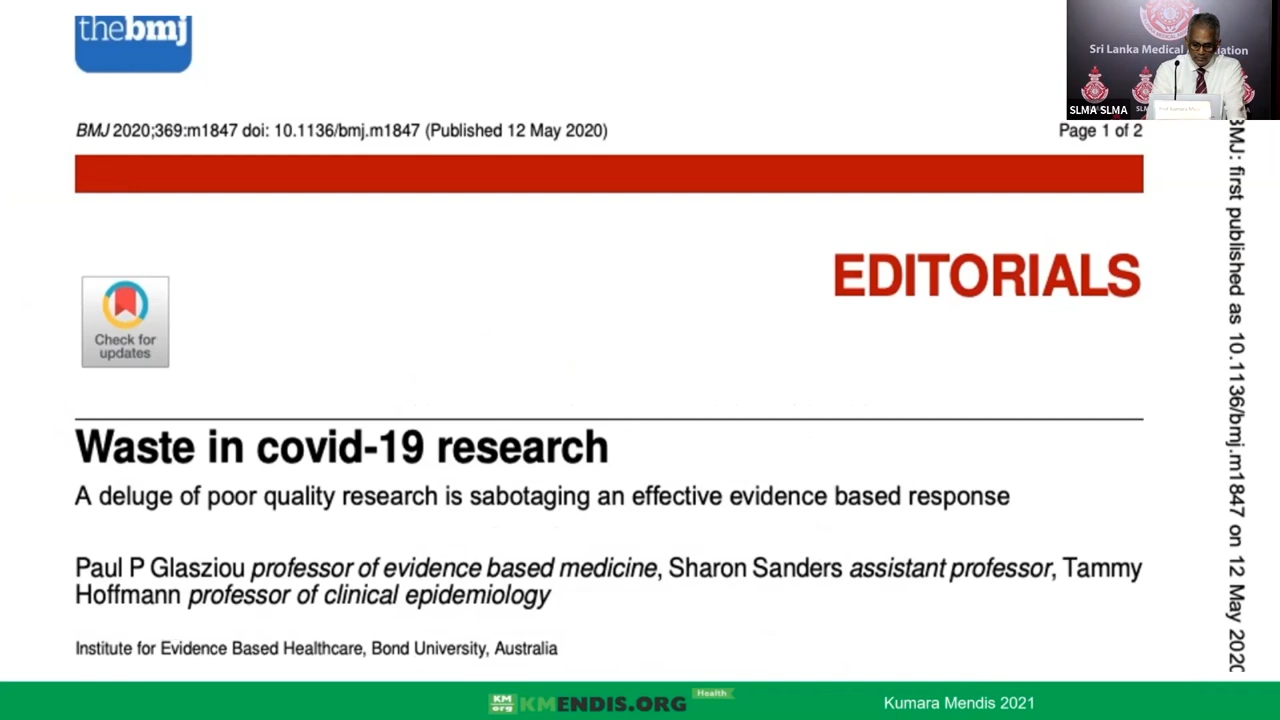 thebmj
Sri Lanka Medical Association
SLMA SLMA
BMJ 2020;369:m1847 doi: 10.1136/bmj.m1847 (Published 12 May 2020)
Page 1 of 2
EDITORIALS
Check for
updates
Waste in covid-19 research
A deluge of poor quality research is sabotaging an effective evidence based response
Paul P Glasziou professor of evidence based medicine, Sharon Sanders assistant professor, Tammy
Hoffmann professor of clinical epidemiology
Institute for Evidence Based Healthcare, Bond University, Australia
BMJ: first published as 10.1136/bmj.m1847 on 12 May 2020
KM
org
KMENDIS.ORG
Health
Kumara Mendis 2021